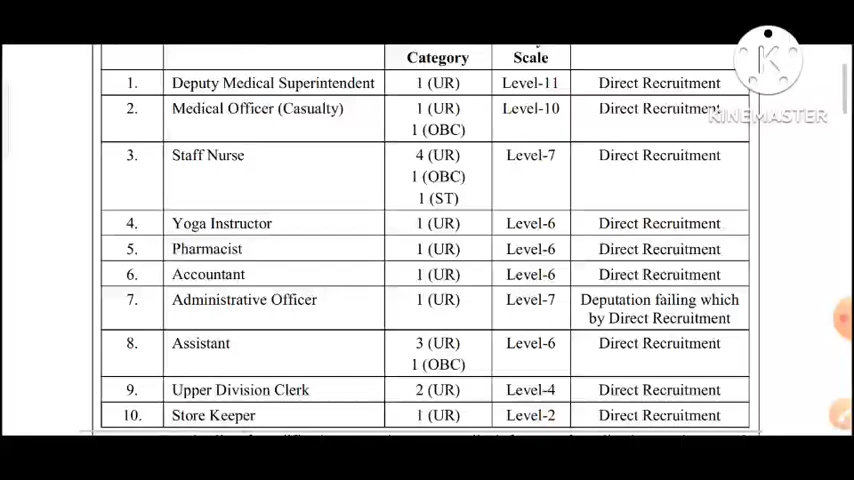 Category Scale
1. Deputy Medical Superintendent 1 (UR) Level-11 Direct Recruitment
2. Medical Officer (Casualty) 1 (UR) Level-10 Direct Recruitment
1 (OBC)
KINEMASTER
3. Staff Nurse 4 (UR) Level-7 Direct Recruitment
1 (OBC)
1 (ST)
4. Yoga Instructor 1 (UR) Level-6 Direct Recruitment
5. Pharmacist 1 (UR) Level-6 Direct Recruitment
6. Accountant 1 (UR) Level-6 Direct Recruitment
7. Administrative Officer 1 (UR) Level-7 Deputation failing which
by Direct Recruitment
8. Assistant 3 (UR) Level-6 Direct Recruitment
1 (OBC)
9. Upper Division Clerk 2 (UR) Level-4 Direct Recruitment
10. Store Keeper 1 (UR) Level-2 Direct Recruitment